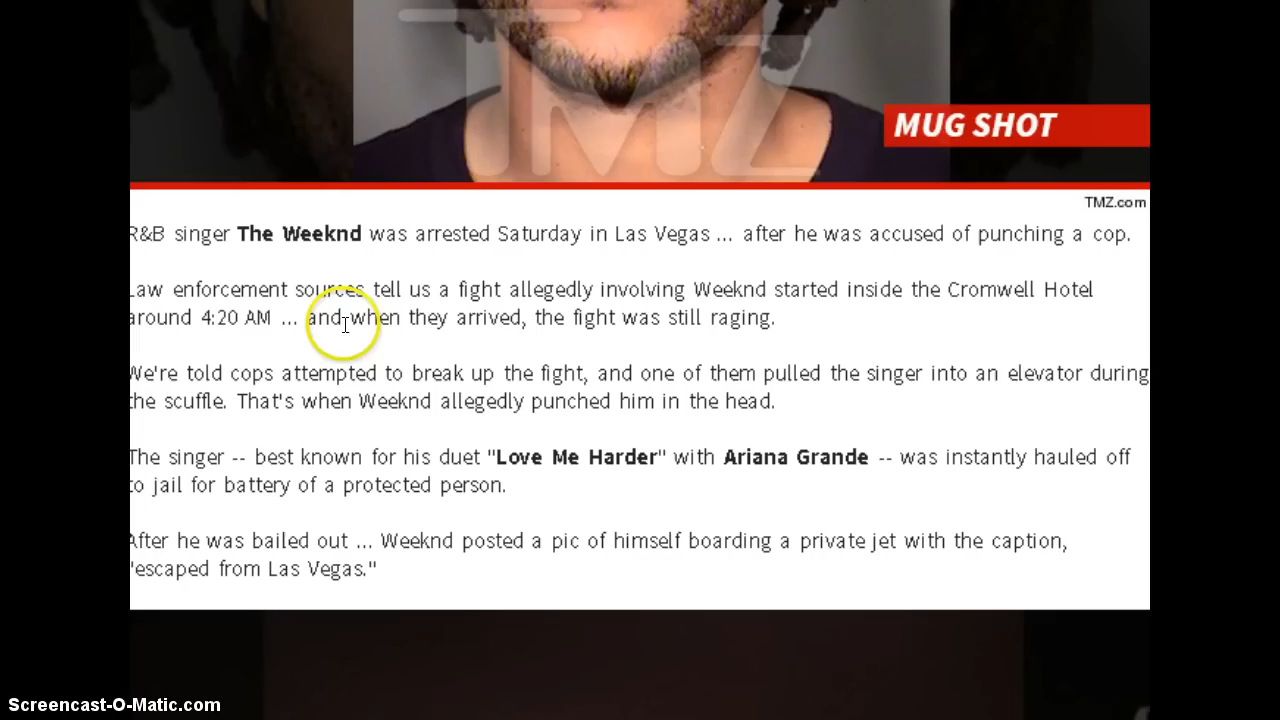 TMZ
MUG SHOT
TMZ.com
R&B singer The Weeknd was arrested Saturday in Las Vegas ... after he was accused of punching a cop.
Law enforcement sources tell us a fight allegedly involving Weeknd started inside the Cromwell Hotel
around 4:20 AM ... and when they arrived, the fight was still raging.
We're told cops attempted to break up the fight, and one of them pulled the singer into an elevator during
the scuffle. That's when Weeknd allegedly punched him in the head.
The singer -- best known for his duet "Love Me Harder" with Ariana Grande -- was instantly hauled off
to jail for battery of a protected person.
After he was bailed out ... Weeknd posted a pic of himself boarding a private jet with the caption,
"escaped from Las Vegas."
Screencast-O-Matic.com